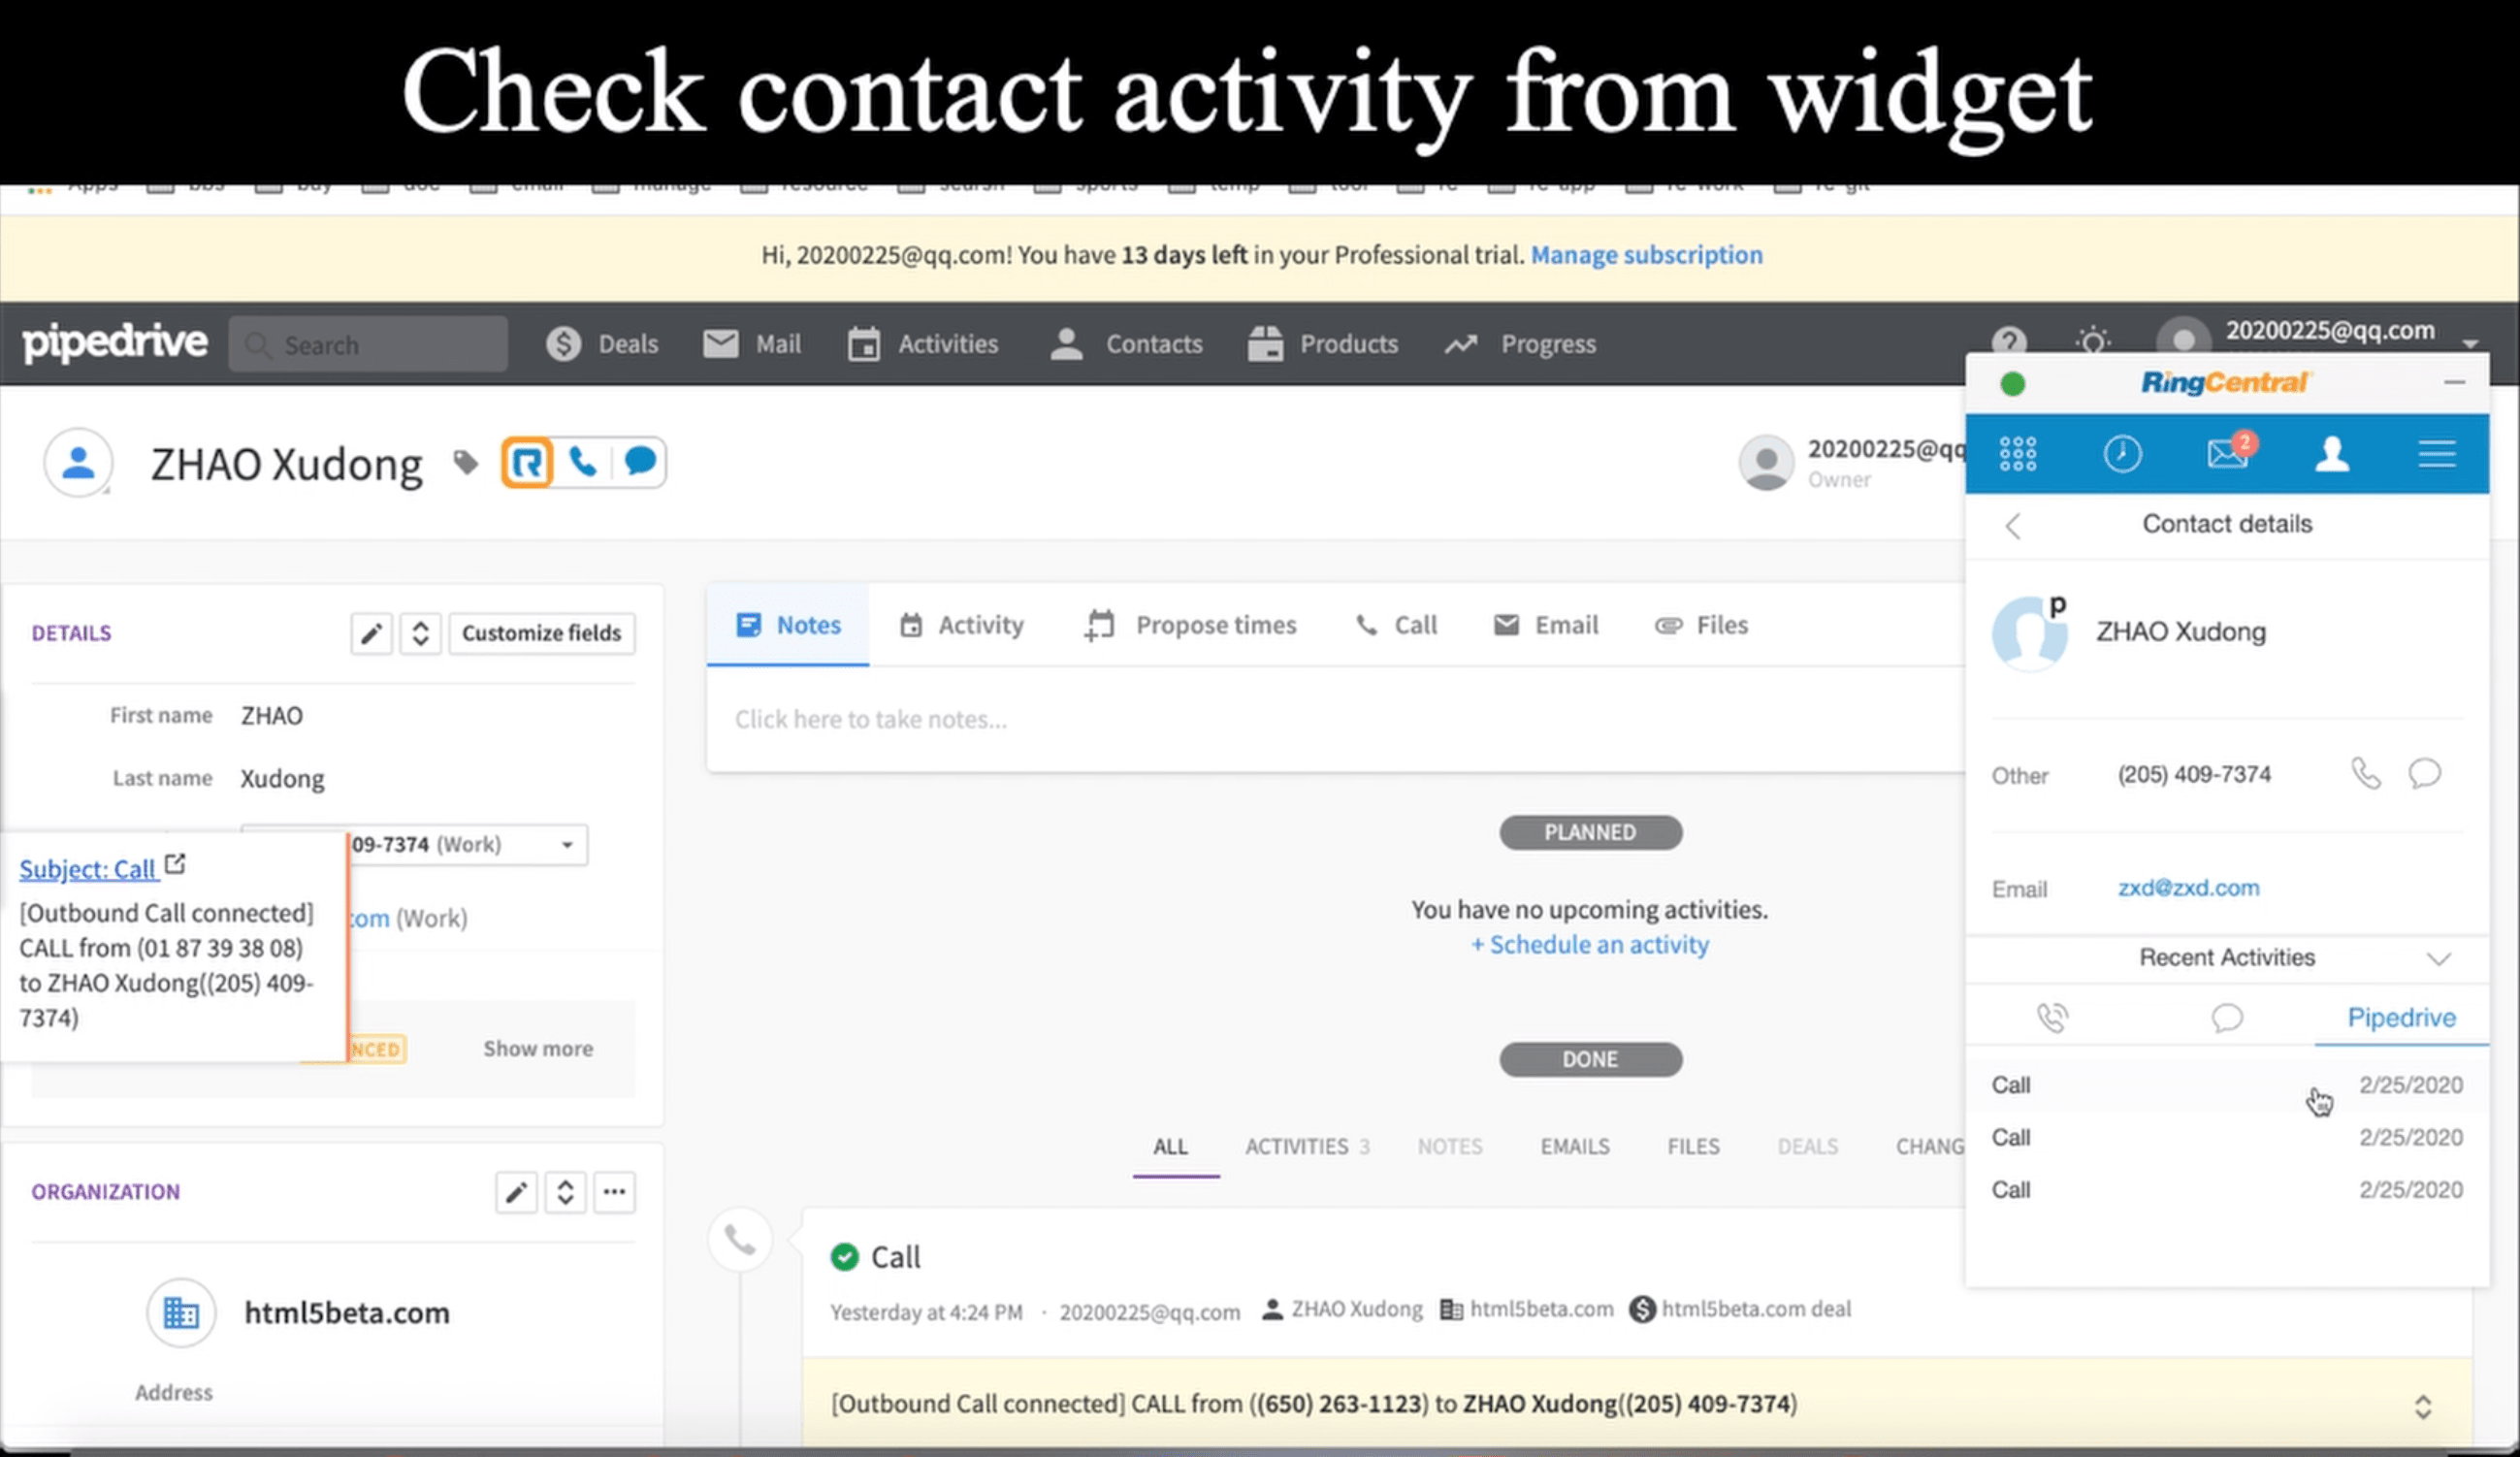 Check contact activity from widget
Hi, 20200225@qq.com! You have 13 days left in your Professional trial. Manage subscription
pipedrive Search Deals Mail Activities Contacts Products Progress 20200225@qq.com
ZHAO Xudong
20200225@qq
Owner
DETAILS Customize fields
First name ZHAO
Last name Xudong
09-7374 (Work)
.com (Work)
NCED Show more
Subject: Call
[Outbound Call connected]
CALL from (01 87 39 38 08)
to ZHAO Xudong((205) 409-
7374)
ORGANIZATION
html5beta.com
Address
Notes Activity Propose times Call Email Files
Click here to take notes...
PLANNED
You have no upcoming activities.
+ Schedule an activity
DONE
ALL ACTIVITIES 3 NOTES EMAILS FILES DEALS CHANG
Call
Yesterday at 4:24 PM · 20200225@qq.com ZHAO Xudong html5beta.com html5beta.com deal
[Outbound Call connected] CALL from ((650) 263-1123) to ZHAO Xudong((205) 409-7374)
RingCentral
2
Contact details
p
ZHAO Xudong
Other (205) 409-7374
Email zxd@zxd.com
Recent Activities
Pipedrive
Call 2/25/2020
Call 2/25/2020
Call 2/25/2020